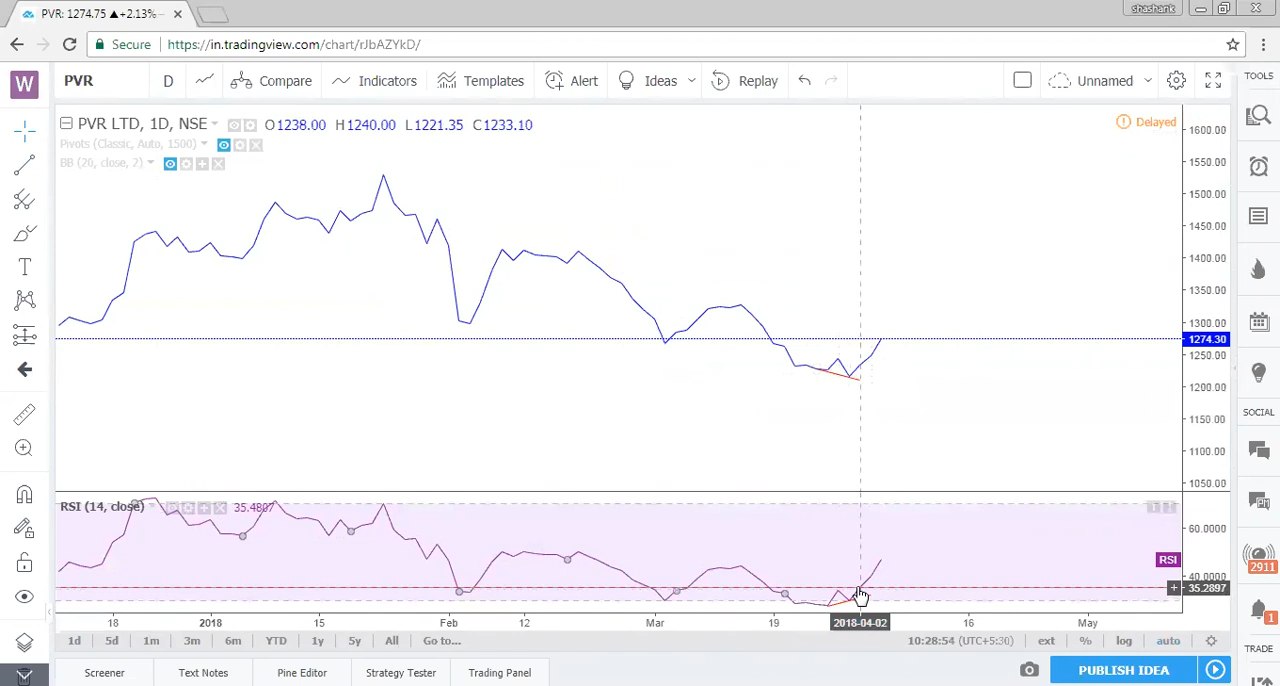 PVR: 1274.75 ▲+2.13% –
shashank
Secure https://in.tradingview.com/chart/rJbAZYkD/
W PVR D Compare Indicators Templates Alert Ideas Replay Unnamed TOOLS
PVR LTD, 1D, NSE O1238.00 H1240.00 L1221.35 C1233.10 Delayed
Pivots (Classic, Auto, 1500)
BB (20, close, 2)
1600.00
1550.00
1500.00
1450.00
1400.00
1350.00
1300.00
1274.30
1250.00
1200.00
SOCIAL
1150.00
1100.00
1050.00
RSI (14, close) 35.4807
60.0000
RSI
2911
40.0000
+ 35.2897
1
18 2018 15 Feb 12 Mar 19 2018-04-02 16 May
1d 5d 1m 3m 6m YTD 1y 5y All Go to... 10:28:54 (UTC+5:30) ext % log auto
TRADE
Screener Text Notes Pine Editor Strategy Tester Trading Panel PUBLISH IDEA